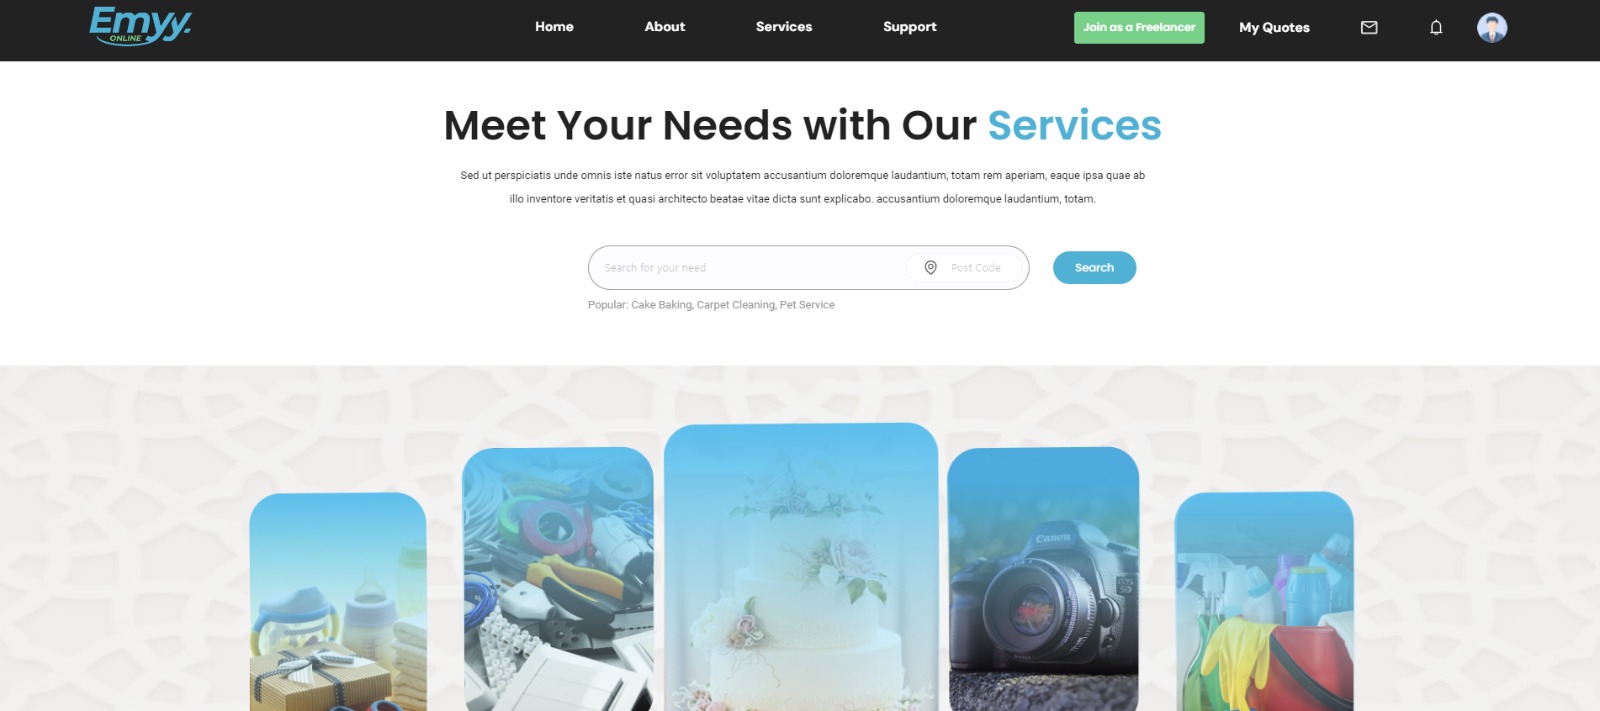 Emyy.
ONLINE
Home About Services Support Join as a Freelancer My Quotes
Meet Your Needs with Our Services
Sed ut perspiciatis unde omnis iste natus error sit voluptatem accusantium doloremque laudantium, totam rem aperiam, eaque ipsa quae ab
illo inventore veritatis et quasi architecto beatae vitae dicta sunt explicabo. accusantium doloremque laudantium, totam.
Search for your need Post Code Search
Popular: Cake Baking, Carpet Cleaning, Pet Service
Canon
EOS
5D